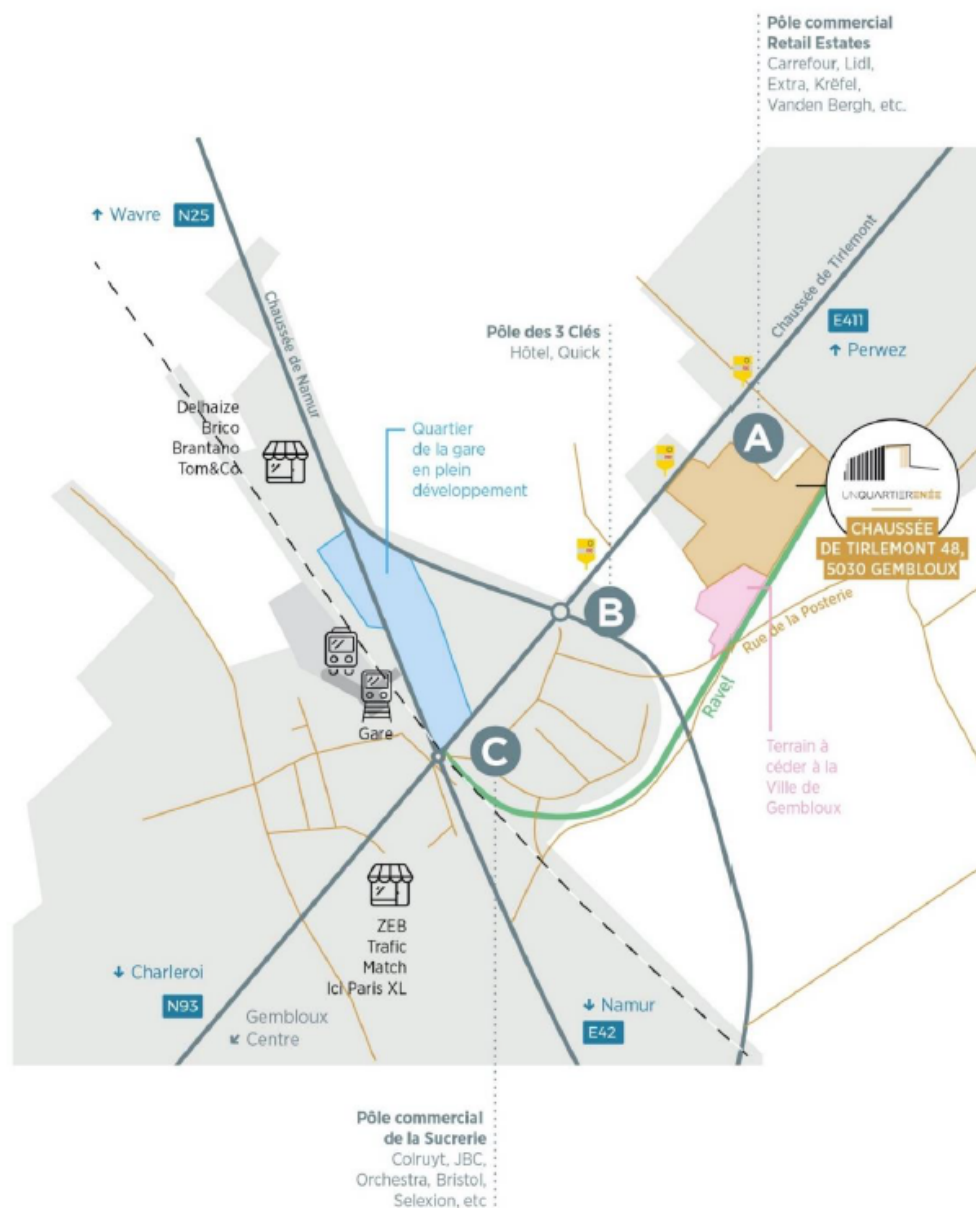 Pôle commercial
Retail Estates
Carrefour, Lidl,
Extra, Krëfel,
Vanden Bergh, etc.
↑ Wavre N25
Chaussée de Namur
Chaussée de Tirlemont
E411
↑ Perwez
Pôle des 3 Clés
Hôtel, Quick
Delhaize
Brico
Brantano
Tom&Co
Quartier
de la gare
en plein
développement
A
UNQUARTIERENÉE
CHAUSSÉE
DE TIRLEMONT 48,
5030 GEMBLOUX
B
Rue de la Posterie
Ravel
Gare
C
Terrain à
céder à la
Ville de
Gembloux
ZEB
Trafic
Match
Ici Paris XL
↓ Charleroi
N93
Gembloux
↙ Centre
↓ Namur
E42
Pôle commercial
de la Sucrerie
Colruyt, JBC,
Orchestra, Bristol,
Selexion, etc